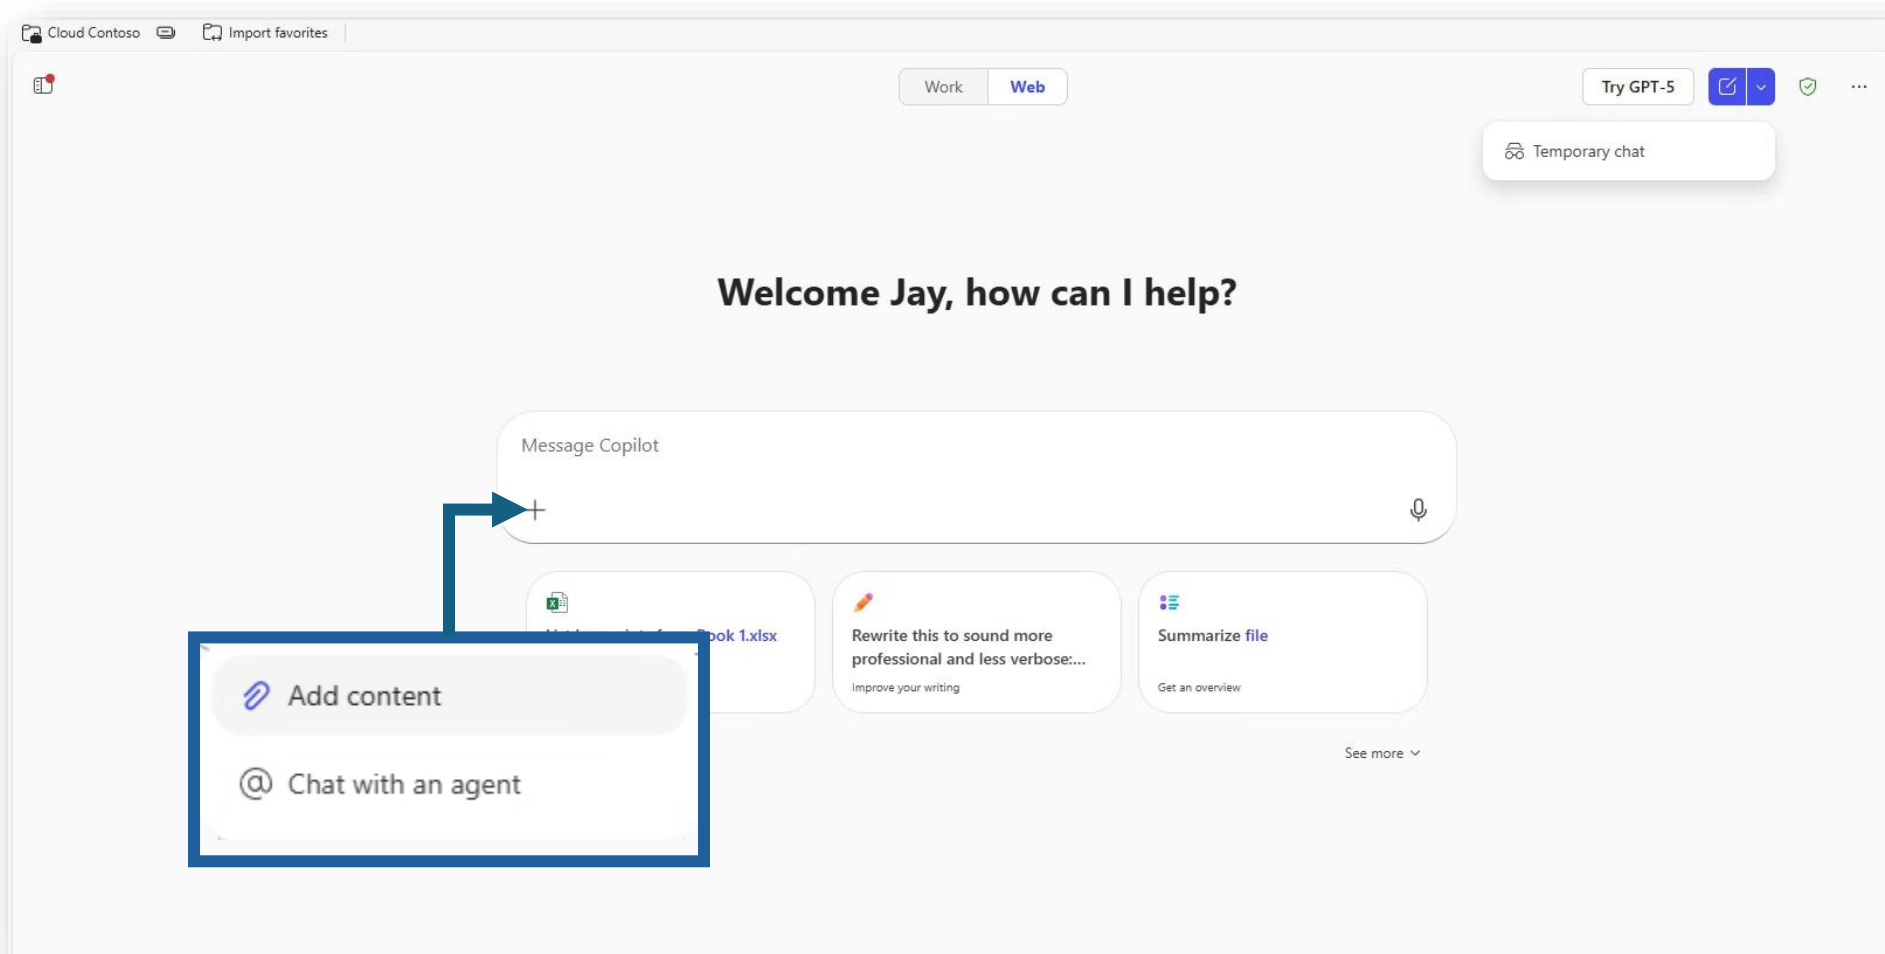 Cloud Contoso
Import favorites
Work
Web
Try GPT-5
Temporary chat
Welcome Jay, how can I help?
Message Copilot
Book 1.xlsx
Rewrite this to sound more
professional and less verbose:...
Improve your writing
Summarize file
Get an overview
See more
Add content
Chat with an agent